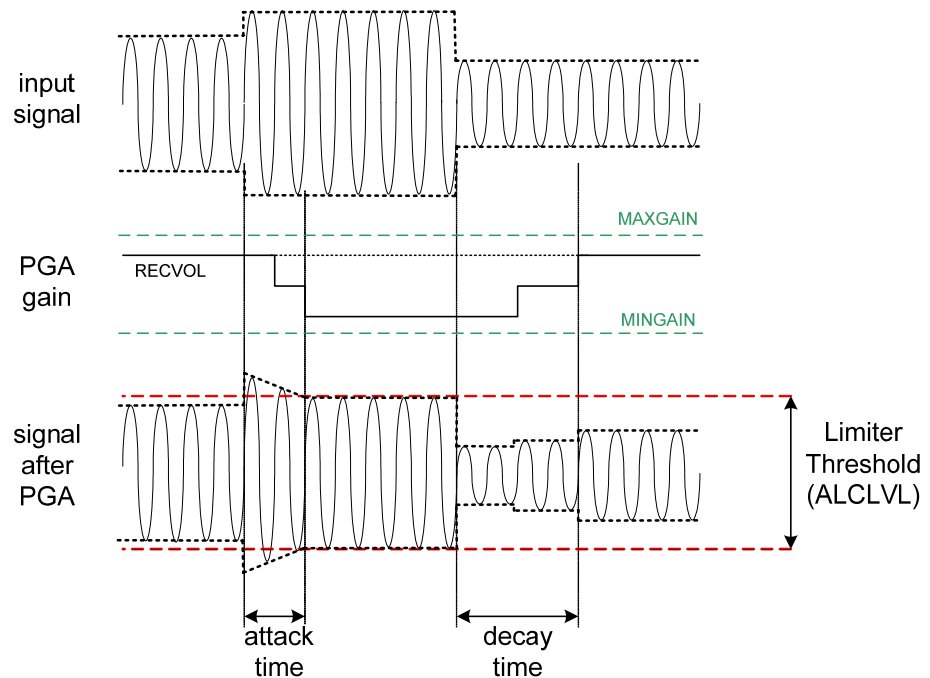 input
signal
MAXGAIN
PGA
gain
RECVOL
MINGAIN
signal
after
PGA
Limiter
Threshold
(ALCLVL)
attack
time
decay
time